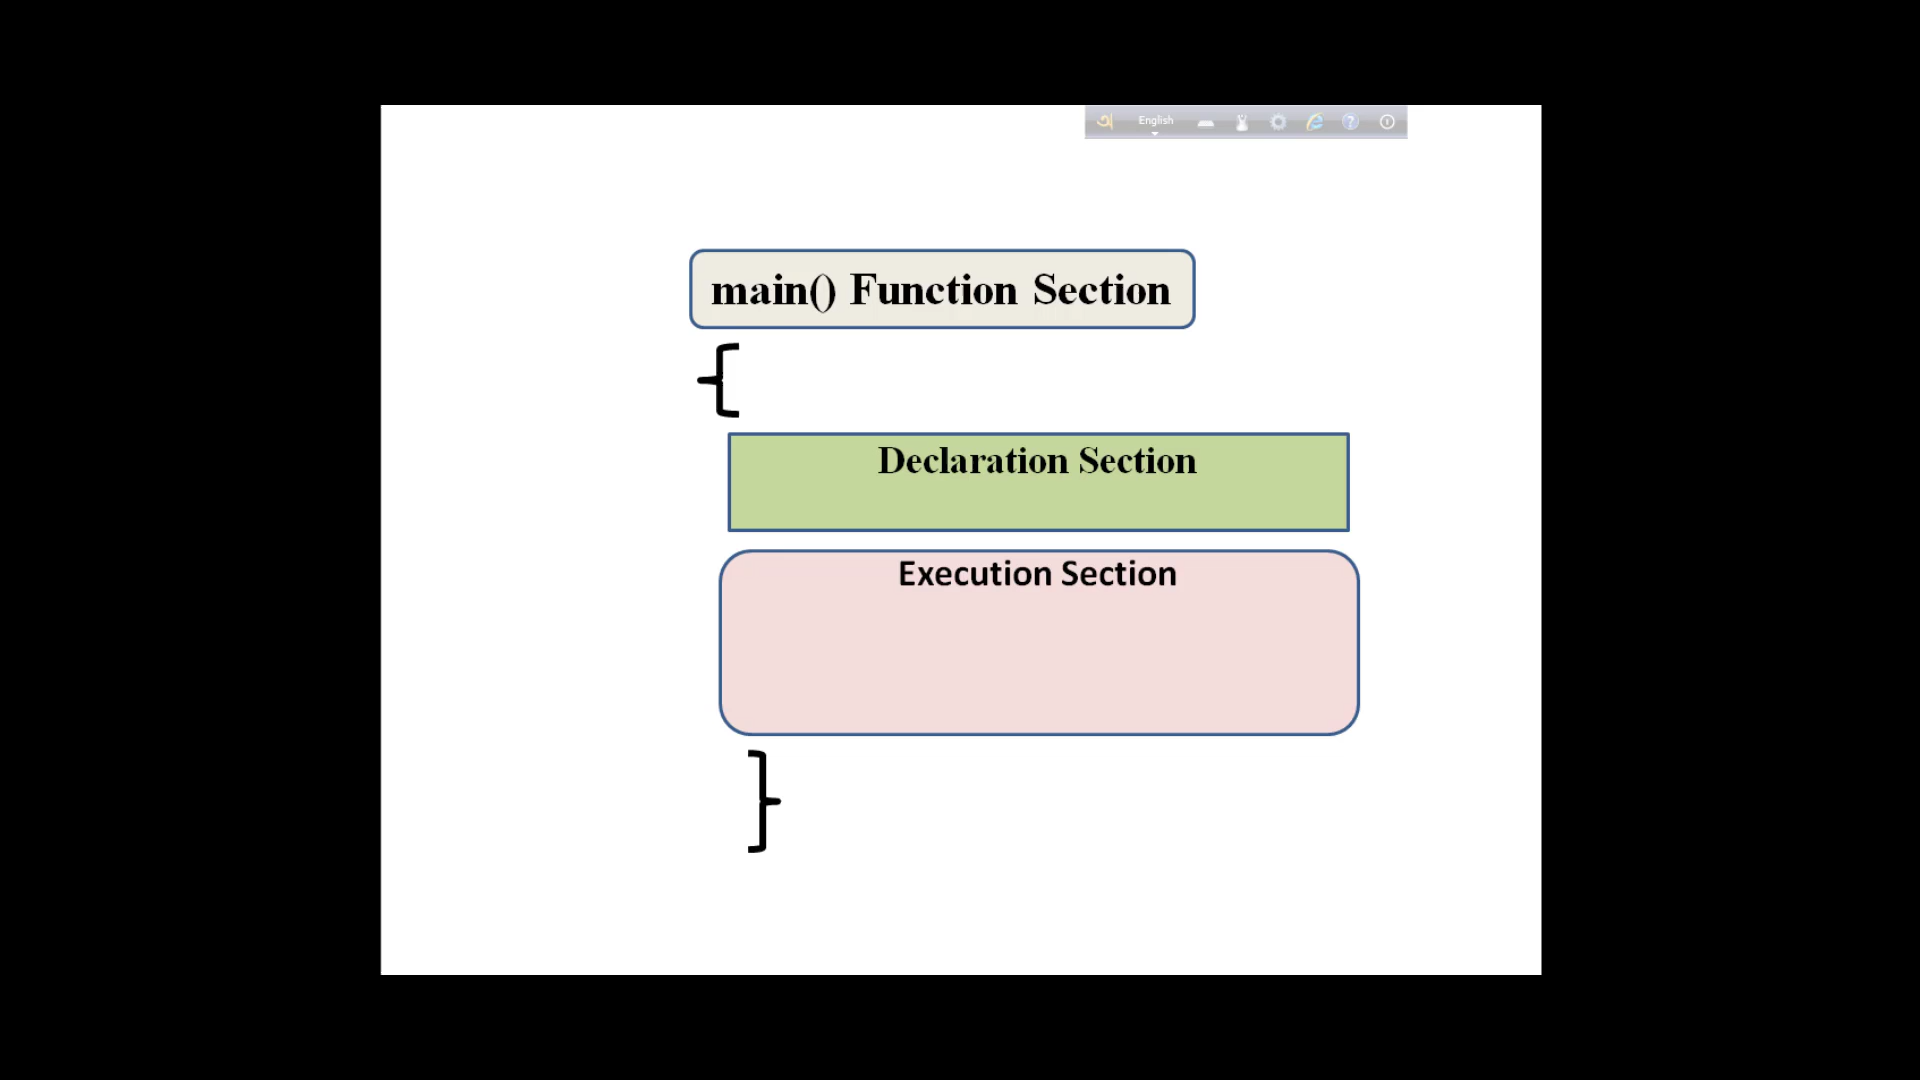 অ English
main() Function Section
{
Declaration Section
Execution Section
}